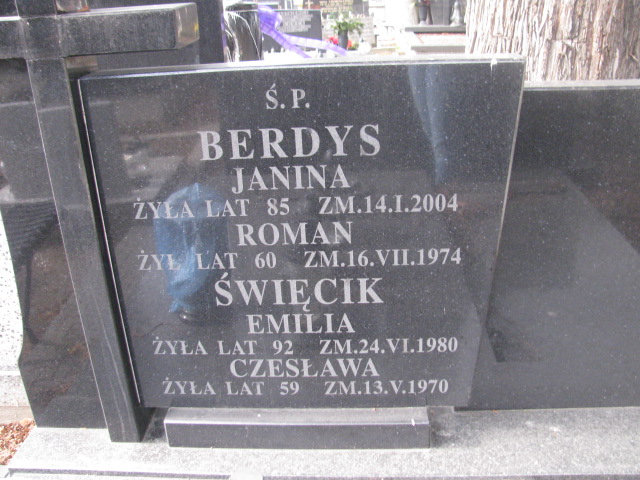 Ś.P.
BERDYS
JANINA
ŻYŁA LAT 85 ZM.14.I.2004
ROMAN
ŻYŁ LAT 60 ZM.16.VII.1974
ŚWIĘCIK
EMILIA
ŻYŁA LAT 92 ZM.24.VI.1980
CZESŁAWA
ŻYŁA LAT 59 ZM.13.V.1970